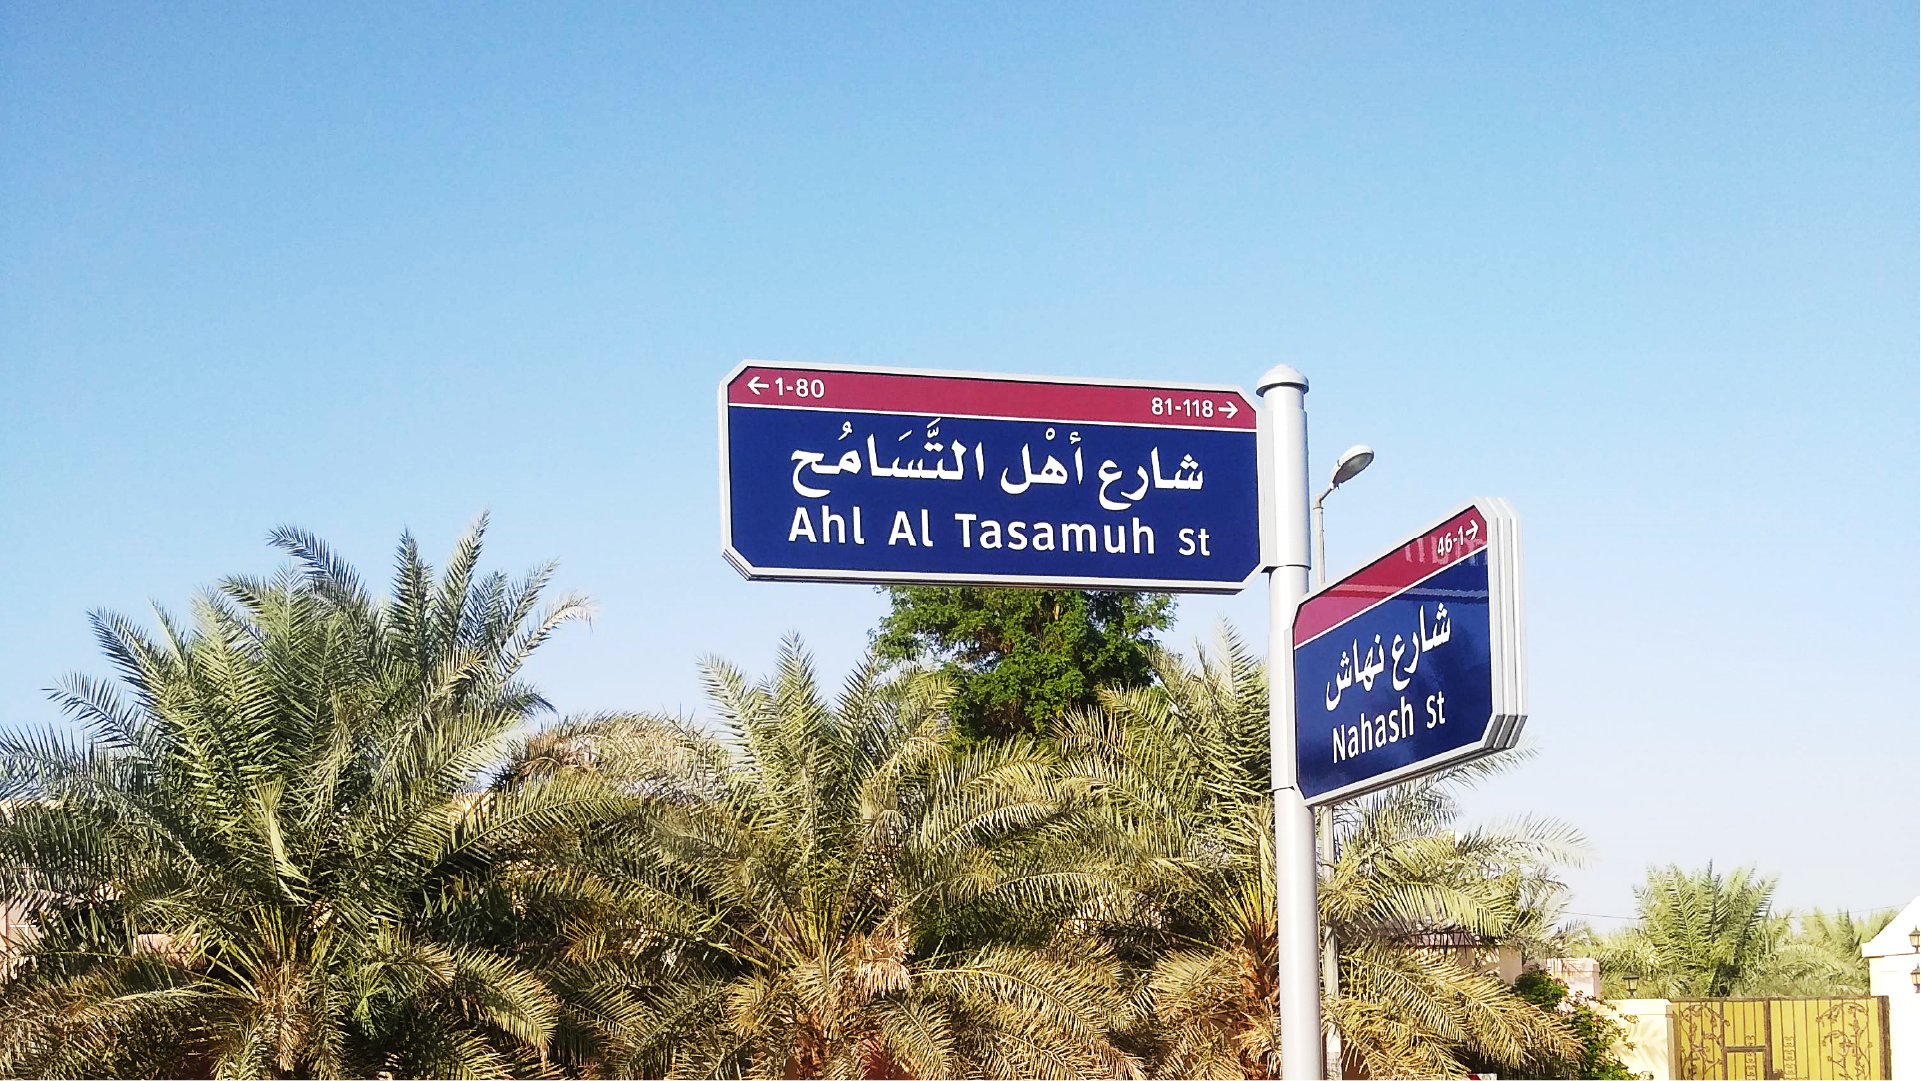 ←1-80
81-118→
شارع أهْل التَّسَامُح
Ahl Al Tasamuh St
46-1→
شارع نهاش
Nahash St